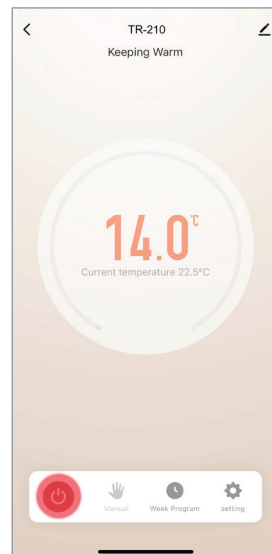 TR-210
Keeping Warm
14.0℃
Current temperature 22.5°C
Manual
Week Program
setting